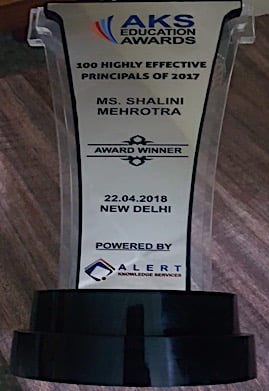 AKS
EDUCATION
AWARDS
100 HIGHLY EFFECTIVE
PRINCIPALS OF 2017
MS. SHALINI
MEHROTRA
AWARD WINNER
22.04.2018
NEW DELHI
POWERED BY
ALERT
KNOWLEDGE SERVICES